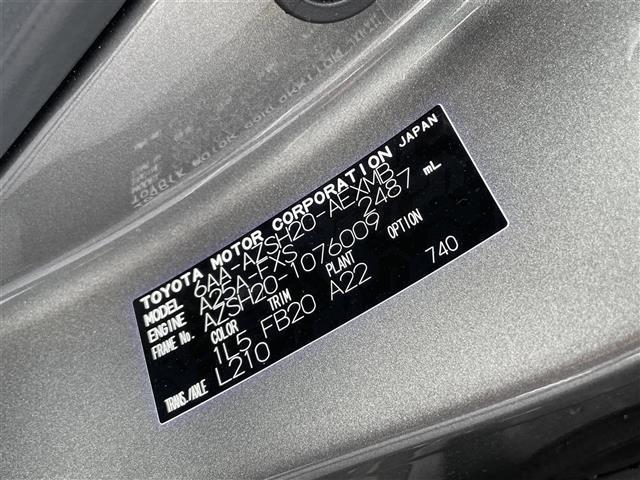 TOYOTA MOTOR CORPORATION JAPAN
MODEL 6AA-AZSH20-AEXMB
ENGINE A25A-FXS 2487 mL
FRAME No. AZSH20-1076009
COLOR TRIM PLANT OPTION
1L5 FB20 A22 740
TRANS./AXLE L210